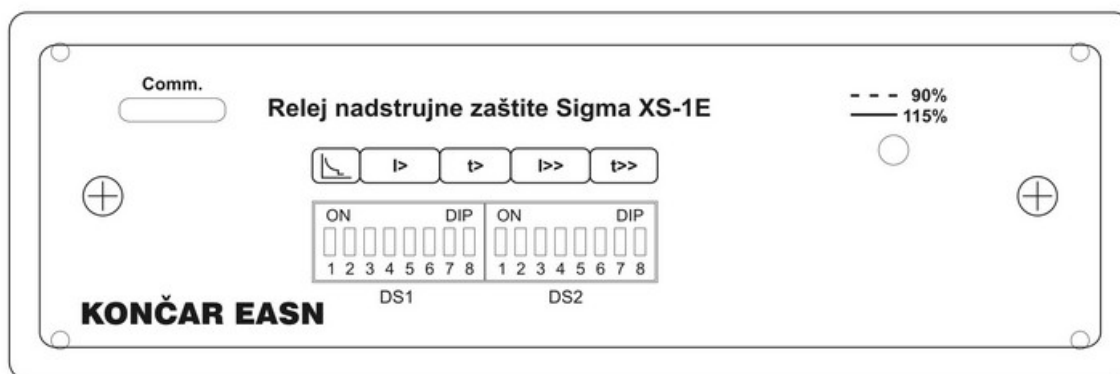 Comm.
Relej nadstrujne zaštite Sigma XS-1E
90%
115%
I> t> I>> t>>
ON DIP ON DIP
1 2 3 4 5 6 7 8 1 2 3 4 5 6 7 8
DS1 DS2
KONČAR EASN